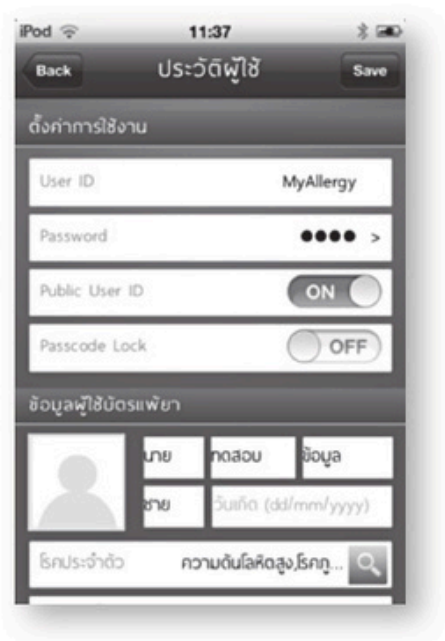 iPod 11:37
Back ประวัติผู้ใช้ Save
ตั้งค่าการใช้งาน
User ID MyAllergy
Password ●●●● >
Public User ID ON
Passcode Lock OFF
ข้อมูลผู้ใช้บัตรแพ้ยา
นาย ทดสอบ ข้อมูล
ชาย วันเกิด (dd/mm/yyyy)
โรคประจำตัว ความดันโลหิตสูง,โรคภู...